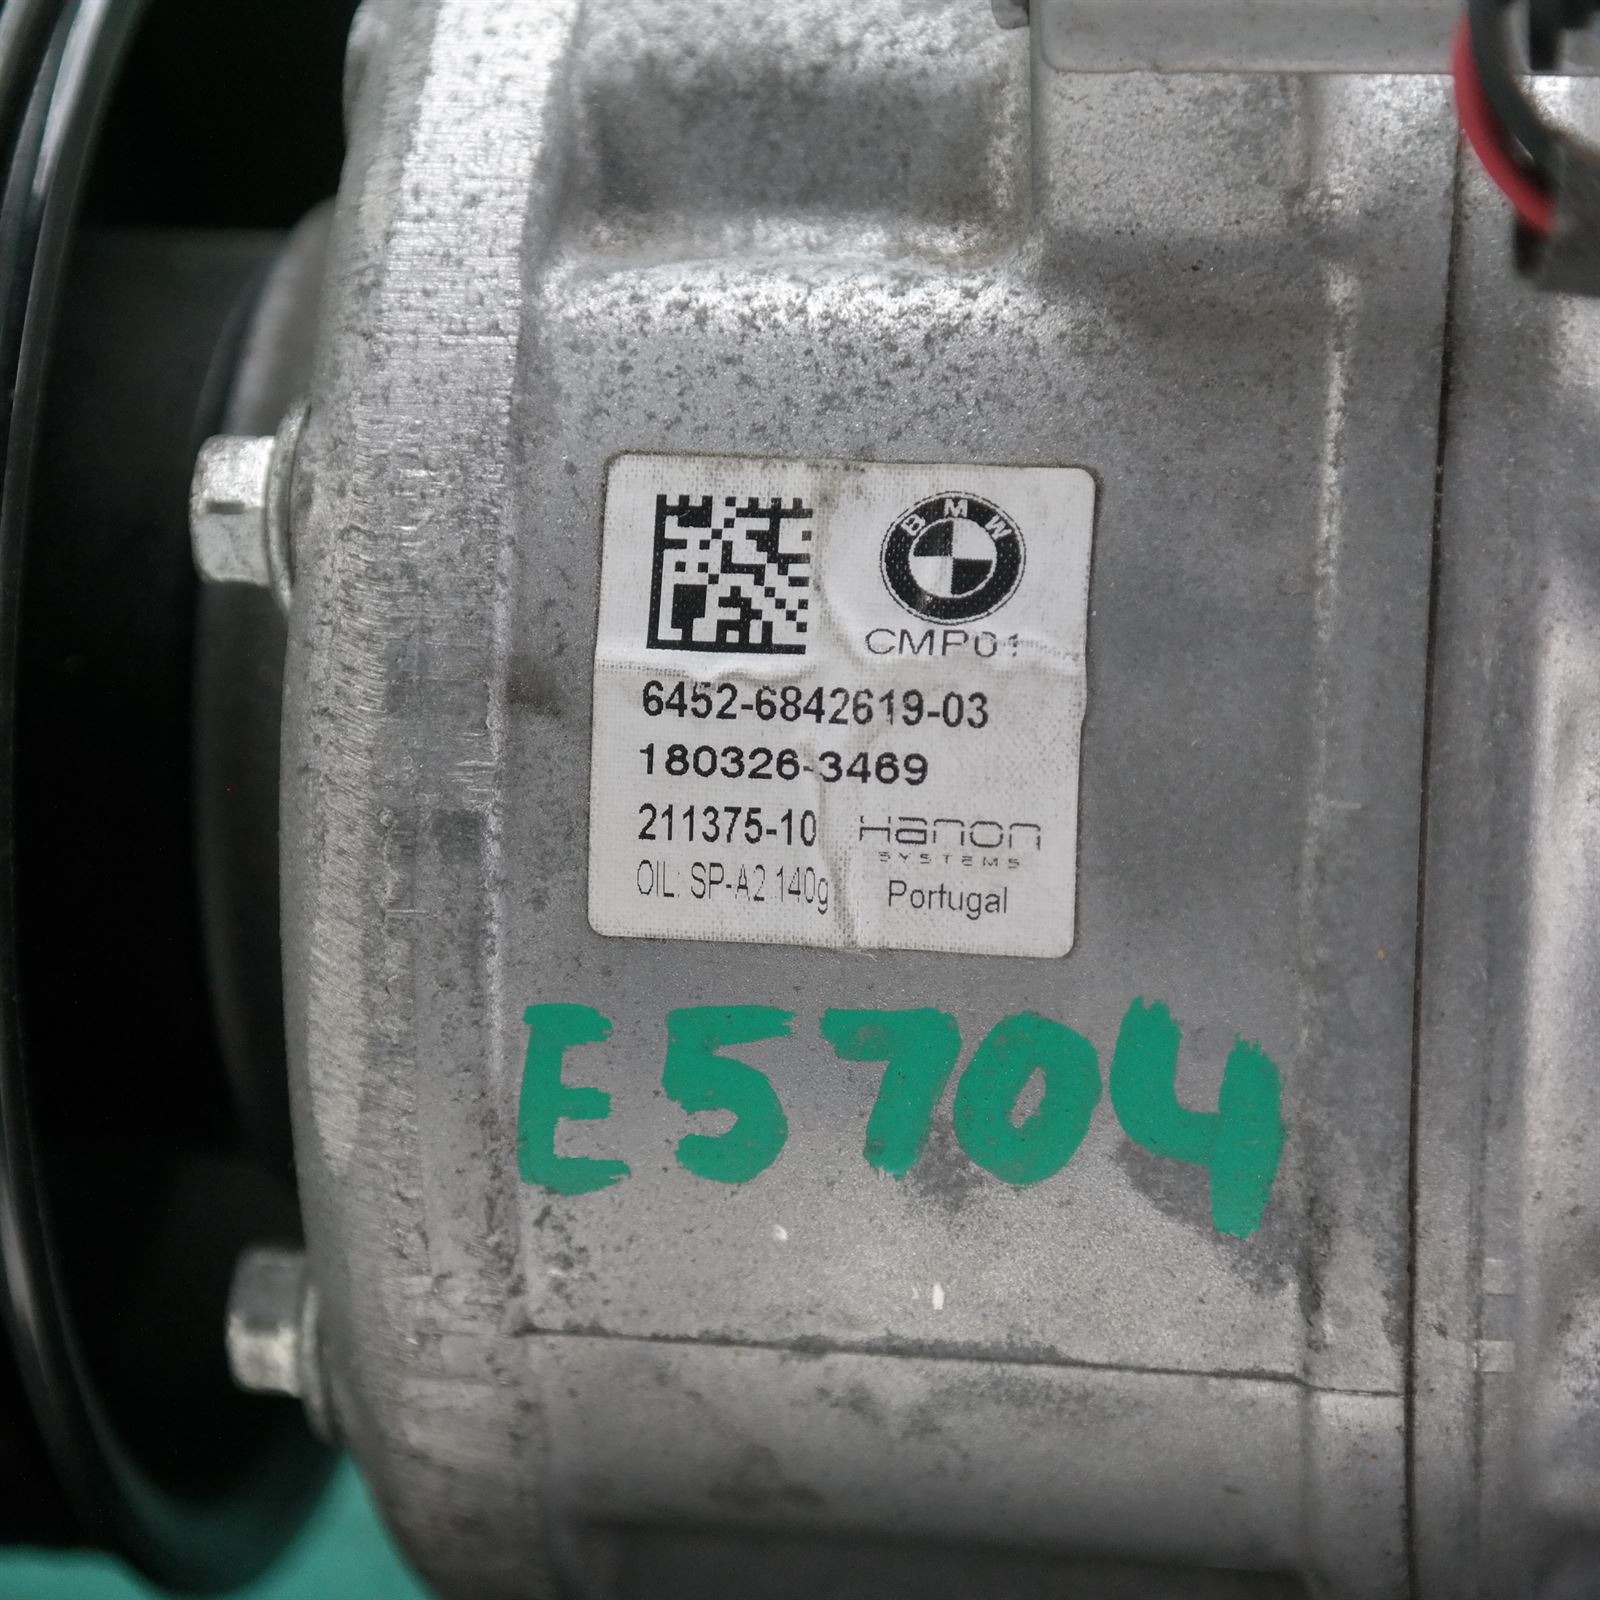 BMW
CMP01
6452-6842619-03
180326-3469
211375-10
Hanon
SYSTEMS
OIL: SP-A2 140g
Portugal
E5704